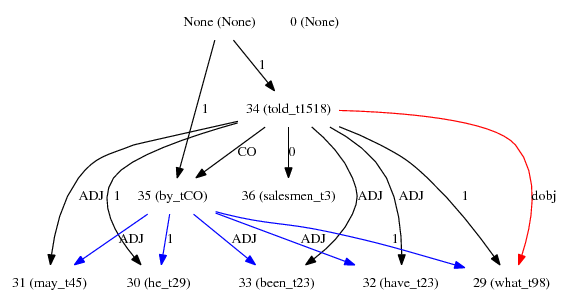 None (None) 0 (None)
1
34 (told_t1518)
1
CO 0
ADJ 1 35 (by_tCO) 36 (salesmen_t3) ADJ ADJ 1 dobj
ADJ 1 ADJ ADJ 1
31 (may_t45) 30 (he_t29) 33 (been_t23) 32 (have_t23) 29 (what_t98)